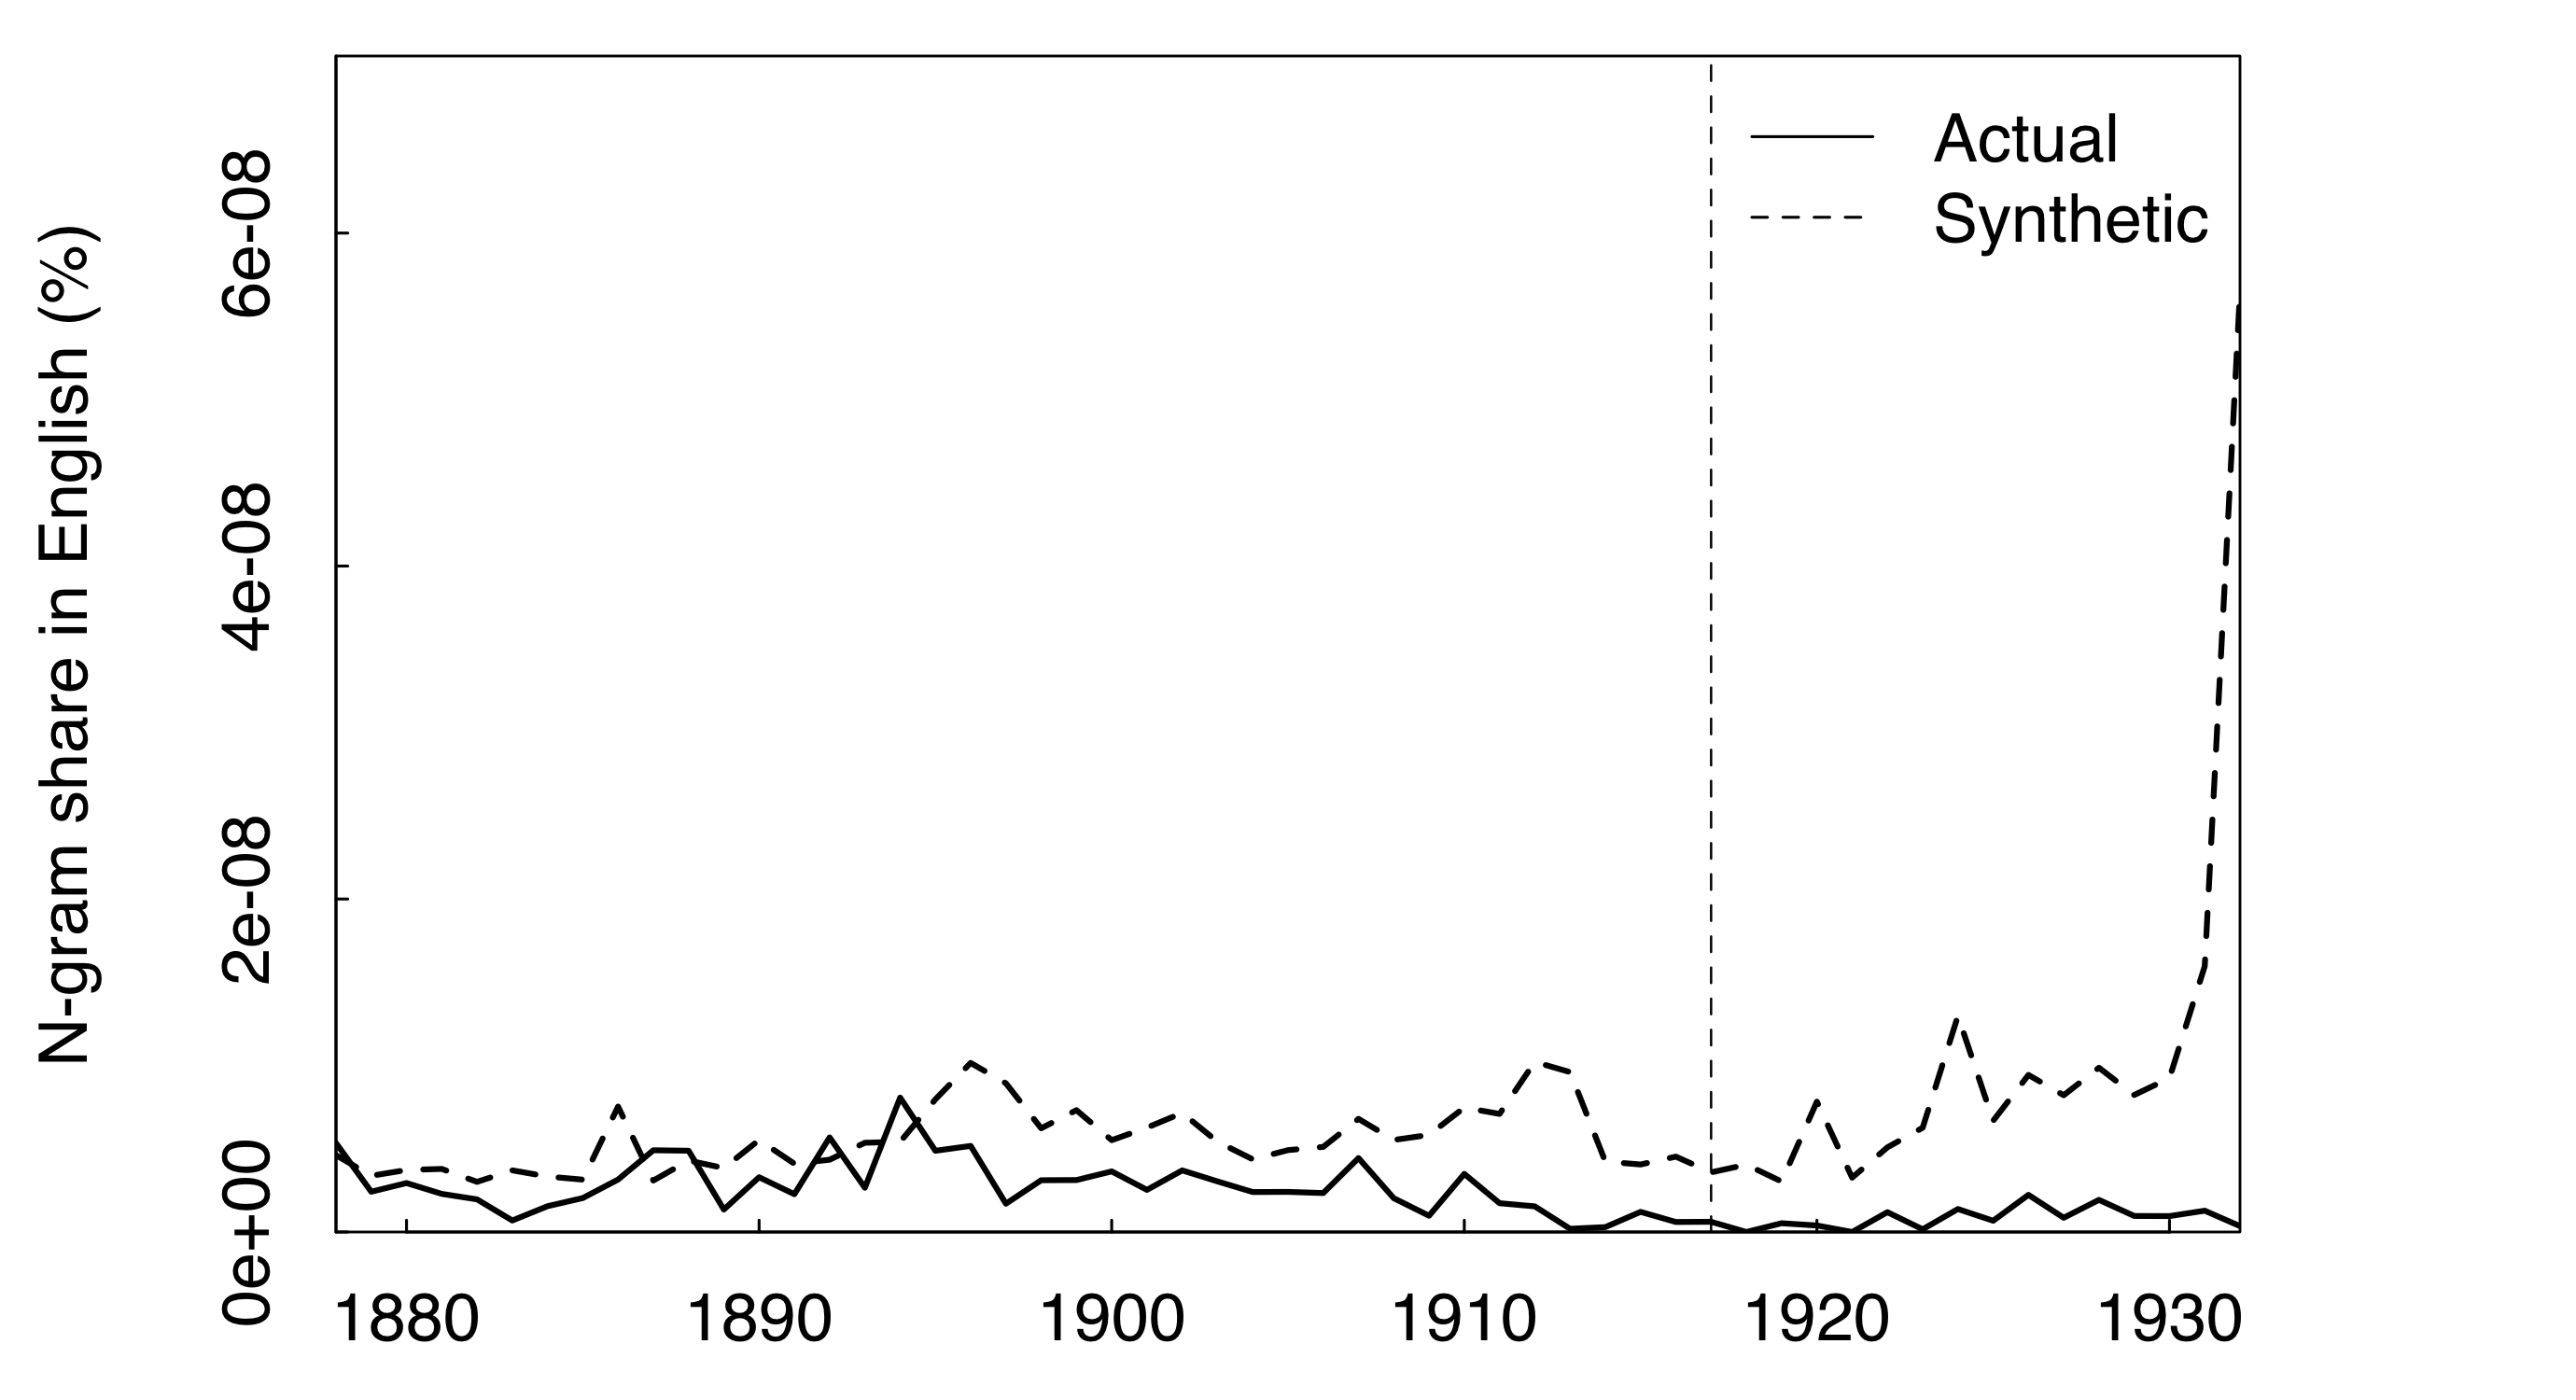 N-gram share in English (%)
6e-08
4e-08
2e-08
0e+00
Actual
Synthetic
1880 1890 1900 1910 1920 1930